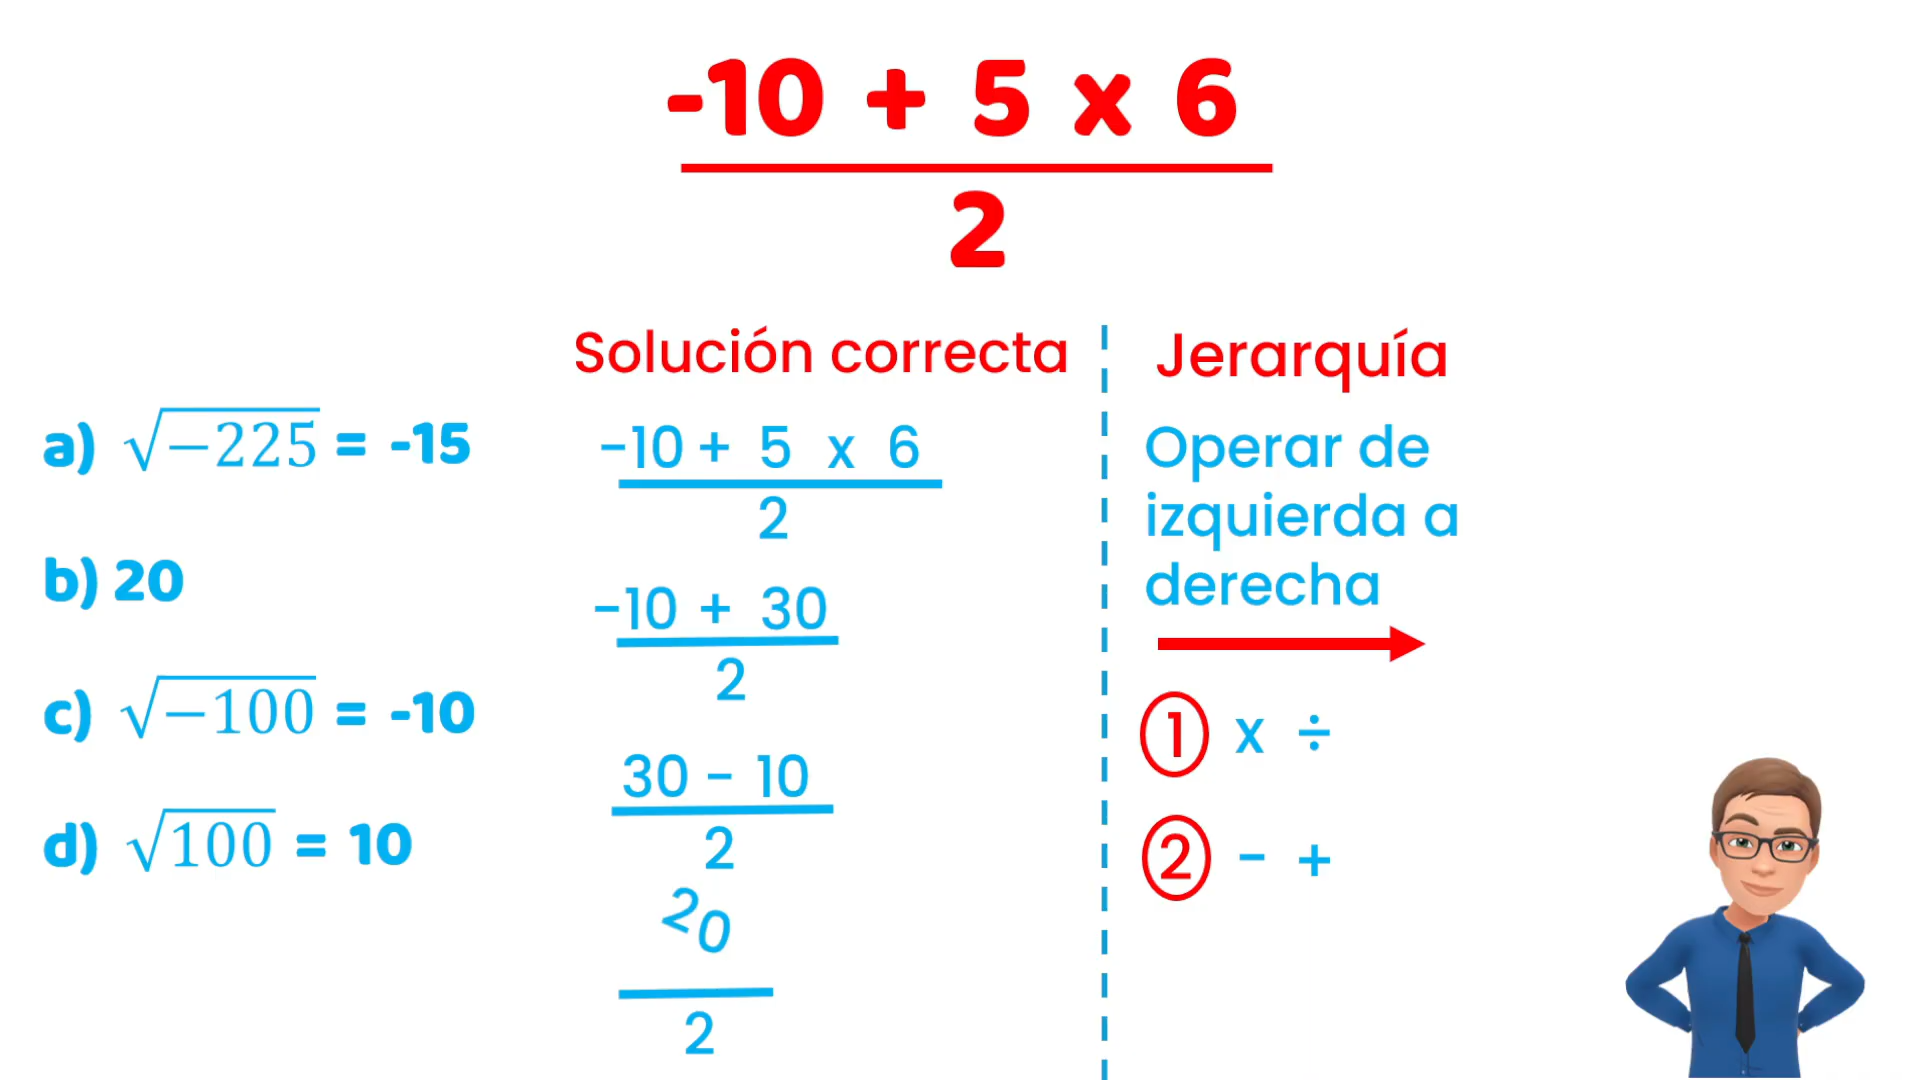 -10 + 5 x 6
2
a) √-225 = -15
b) 20
c) √-100 = -10
d) √100 = 10
Solución correcta
-10 + 5 x 6
2
-10 + 30
2
30 - 10
2
20
2
Jerarquía
Operar de
izquierda a
derecha
1 x ÷
2 - +